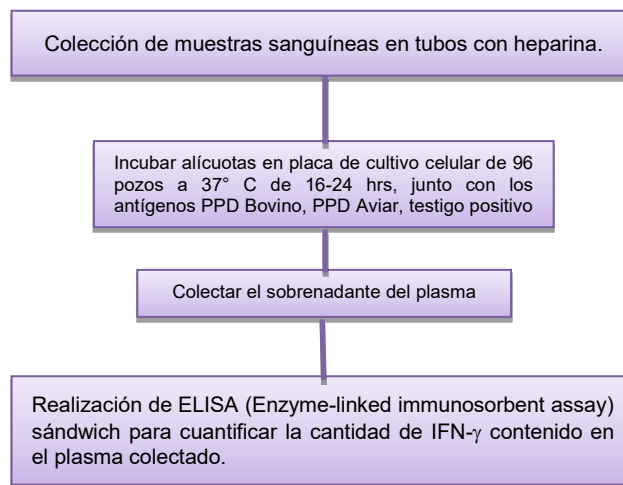 Colección de muestras sanguíneas en tubos con heparina.
Incubar alícuotas en placa de cultivo celular de 96
pozos a 37° C de 16-24 hrs, junto con los
antígenos PPD Bovino, PPD Aviar, testigo positivo
Colectar el sobrenadante del plasma
Realización de ELISA (Enzyme-linked immunosorbent assay)
sándwich para cuantificar la cantidad de IFN-γ contenido en
el plasma colectado.